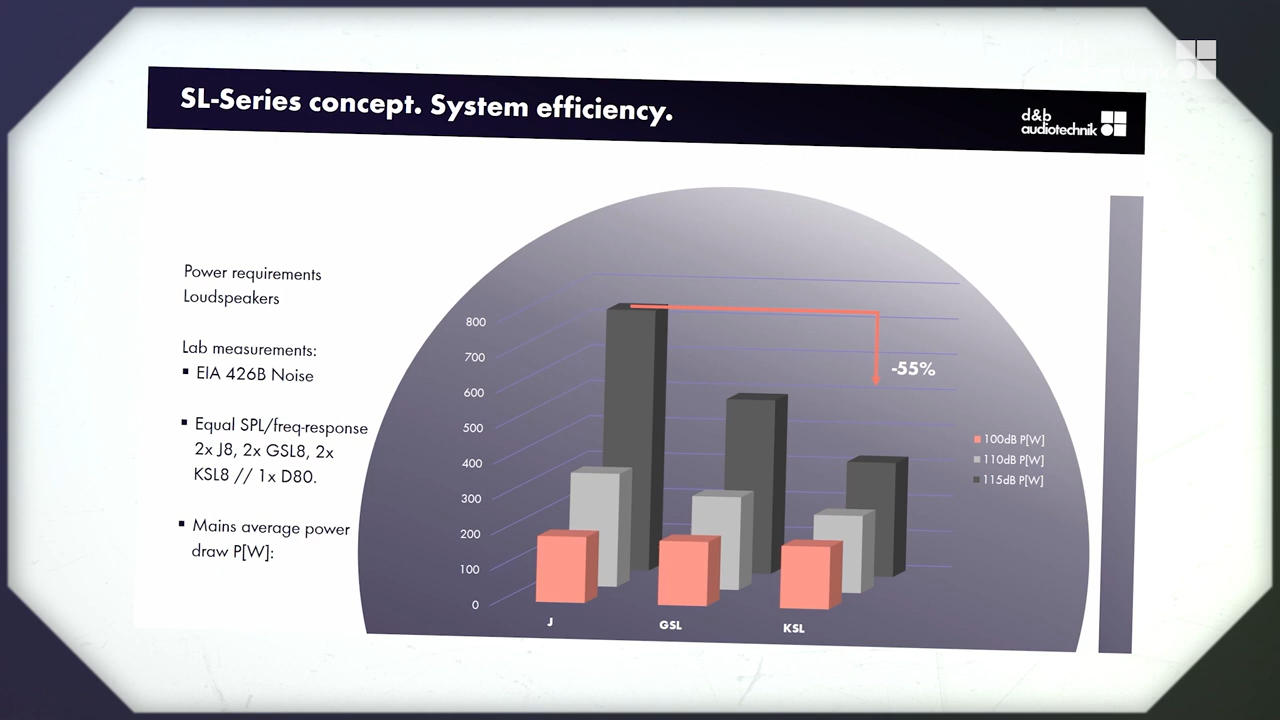 SL-Series concept. System efficiency.
d&b
audiotechnik
Power requirements
Loudspeakers
Lab measurements:
▪ EIA 426B Noise
▪ Equal SPL/freq-response
2x J8, 2x GSL8, 2x
KSL8 // 1x D80.
▪ Mains average power
draw P[W]:
800
700
600
500
400
300
200
100
0
-55%
100dB P[W]
110dB P[W]
115dB P[W]
J
GSL
KSL